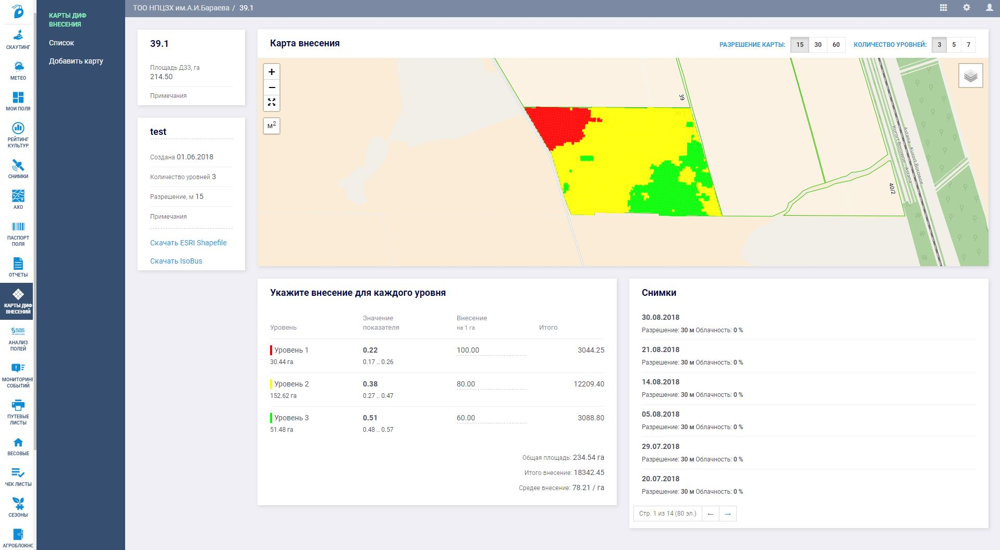 ТОО НПЦЗХ им.А.И.Бараева / 39.1
СКАУТИНГ
МЕТЕО
МОИ ПОЛЯ
РЕЙТИНГ
КУЛЬТУР
СНИМКИ
АХО
ПАСПОРТ
ПОЛЯ
ОТЧЕТЫ
КАРТЫ ДИФ
ВНЕСЕНИЙ
sas
АНАЛИЗ
ПОЛЕЙ
МОНИТОРИНГ
СОБЫТИЙ
ПУТЕВЫЕ
ЛИСТЫ
ВЕСОВЫЕ
ЧЕК ЛИСТЫ
СЕЗОНЫ
АГРОБЛОКНО
КАРТЫ ДИФ
ВНЕСЕНИЯ
Список
Добавить карту
39.1
Площадь ДЗЗ, га
214.50
Примечания
test
Создана 01.06.2018
Количество уровней 3
Разрешение, м 15
Примечания
Скачать ESRI Shapefile
Скачать IsoBus
Карта внесения
РАЗРЕШЕНИЕ КАРТЫ: 15 30 60 КОЛИЧЕСТВО УРОВНЕЙ: 3 5 7
+
−
м2
39
39.1
40/2
Astana - Kurort-Borowoe
Kurort-Borowoe - Astana
Укажите внесение для каждого уровня
Уровень Значение показателя Внесение на 1 га Итого
Уровень 1 0.22 100.00 3044.25
30.44 га 0.17 .. 0.26
Уровень 2 0.38 80.00 12209.40
152.62 га 0.27 .. 0.47
Уровень 3 0.51 60.00 3088.80
51.48 га 0.48 .. 0.57
Общая площадь: 234.54 га
Итого внесение: 18342.45
Средее внесение: 78.21 / га
Снимки
30.08.2018
Разрешение: 30 м Облачность: 0 %
21.08.2018
Разрешение: 30 м Облачность: 0 %
14.08.2018
Разрешение: 30 м Облачность: 0 %
05.08.2018
Разрешение: 30 м Облачность: 0 %
29.07.2018
Разрешение: 30 м Облачность: 0 %
20.07.2018
Разрешение: 30 м Облачность: 0 %
Стр. 1 из 14 (80 эл.) ← →